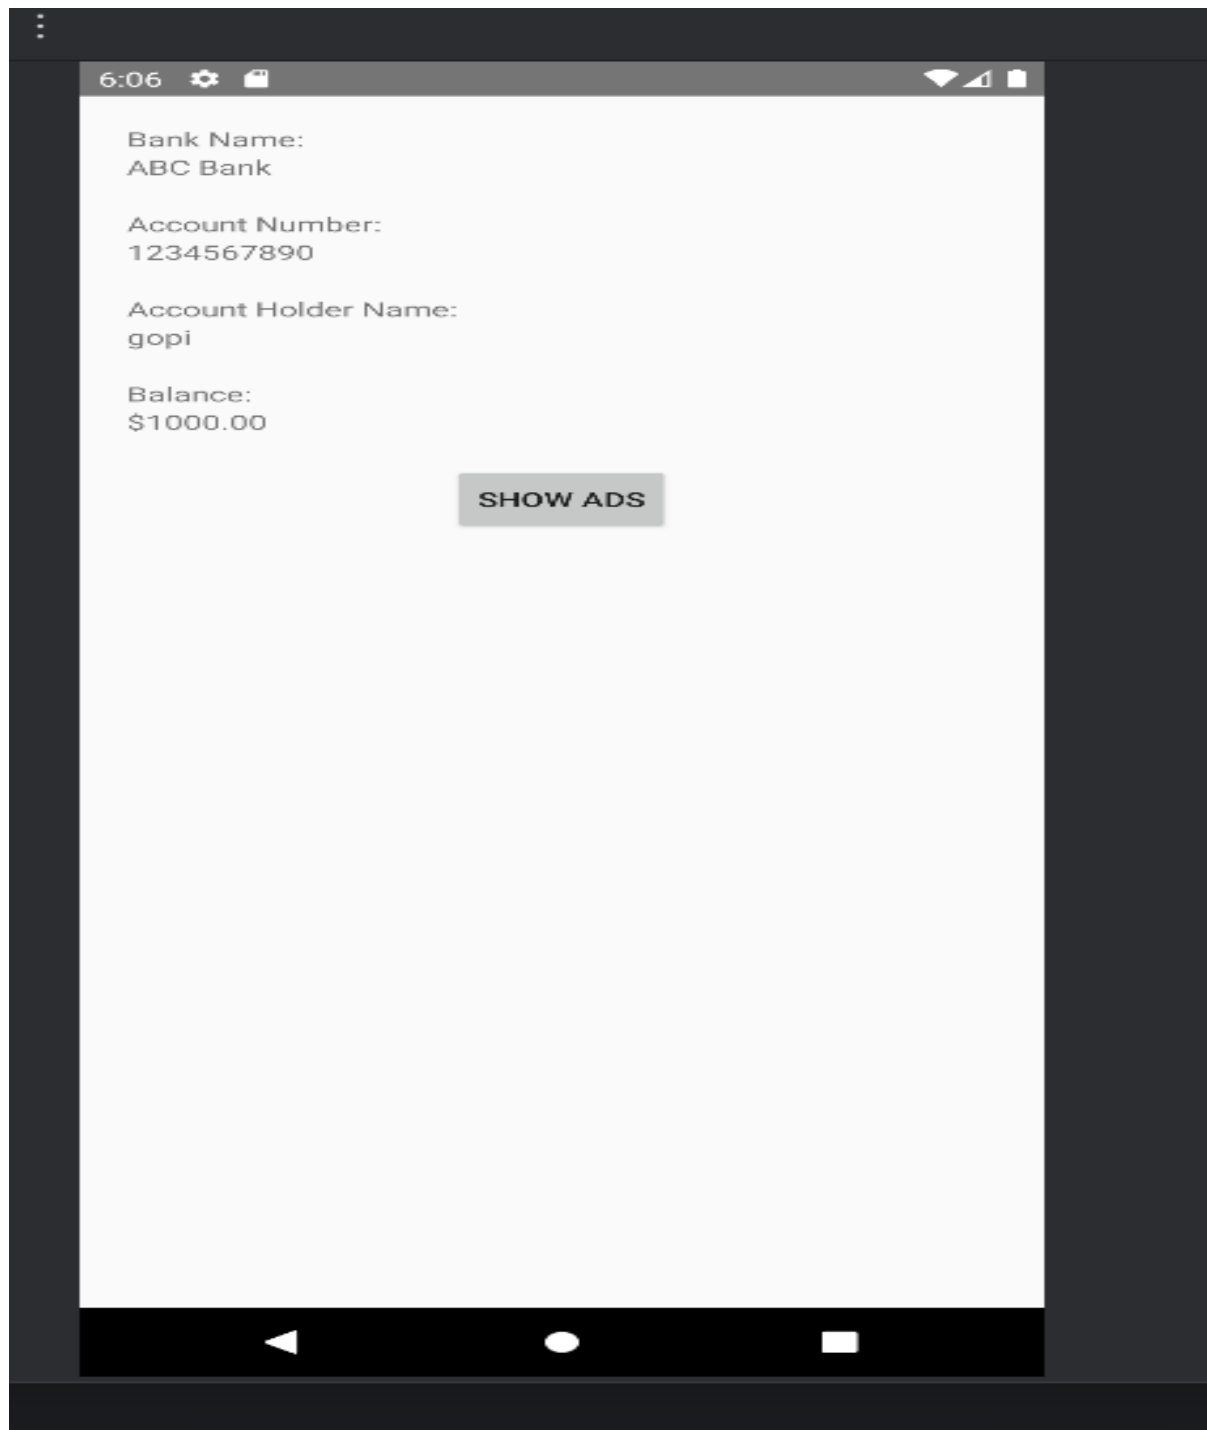 6:06
Bank Name:
ABC Bank
Account Number:
1234567890
Account Holder Name:
gopi
Balance:
$1000.00
SHOW ADS